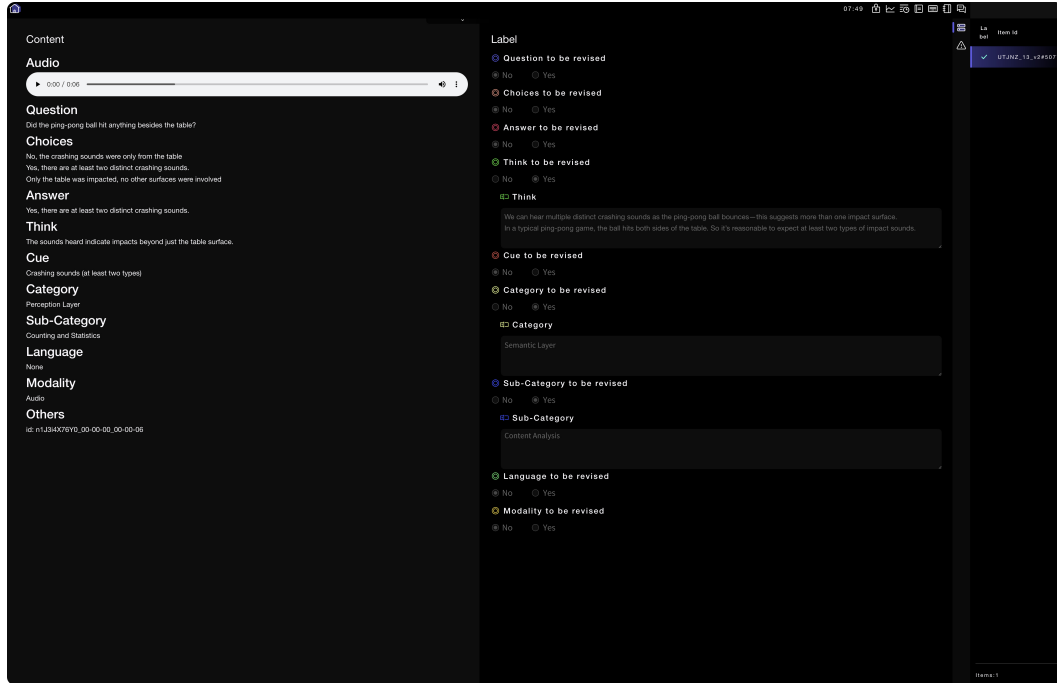 07:49
Content
Audio
0:00 / 0:06
Question
Did the ping-pong ball hit anything besides the table?
Choices
No, the crashing sounds were only from the table
Yes, there are at least two distinct crashing sounds.
Only the table was impacted, no other surfaces were involved
Answer
Yes, there are at least two distinct crashing sounds.
Think
The sounds heard indicate impacts beyond just the table surface.
Cue
Crashing sounds (at least two types)
Category
Perception Layer
Sub-Category
Counting and Statistics
Language
None
Modality
Audio
Others
id: n1J3i4X76Y0_00-00-00_00-00-06
Label
Question to be revised
No Yes
Choices to be revised
No Yes
Answer to be revised
No Yes
Think to be revised
No Yes
Think
We can hear multiple distinct crashing sounds as the ping-pong ball bounces—this suggests more than one impact surface.
In a typical ping-pong game, the ball hits both sides of the table. So it's reasonable to expect at least two types of impact sounds.
Cue to be revised
No Yes
Category to be revised
No Yes
Category
Semantic Layer
Sub-Category to be revised
No Yes
Sub-Category
Content Analysis
Language to be revised
No Yes
Modality to be revised
No Yes
La
bel
Item Id
UTJNZ_13_v2#507
Items:1